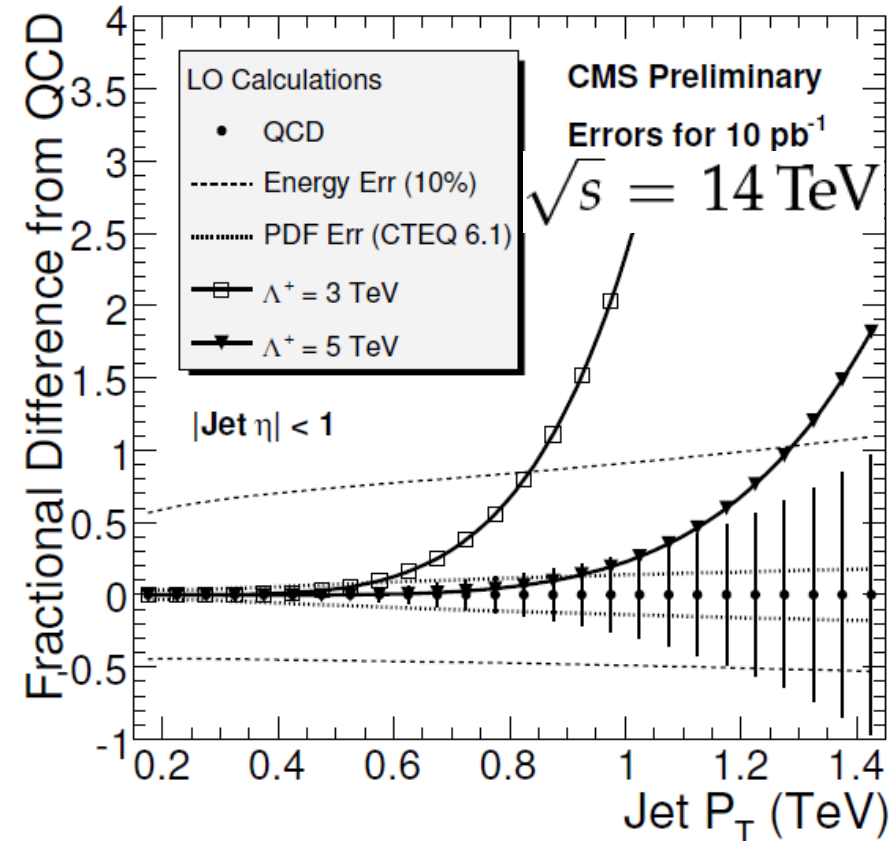 Fractional Difference from QCD
4
3.5
3
2.5
2
1.5
1
0.5
0
-0.5
-1
LO Calculations
QCD
Energy Err (10%)
PDF Err (CTEQ 6.1)
Λ⁺ = 3 TeV
Λ⁺ = 5 TeV
CMS Preliminary
Errors for 10 pb⁻¹
√s = 14 TeV
|Jet η| < 1
0.2 0.4 0.6 0.8 1 1.2 1.4
Jet P_T (TeV)